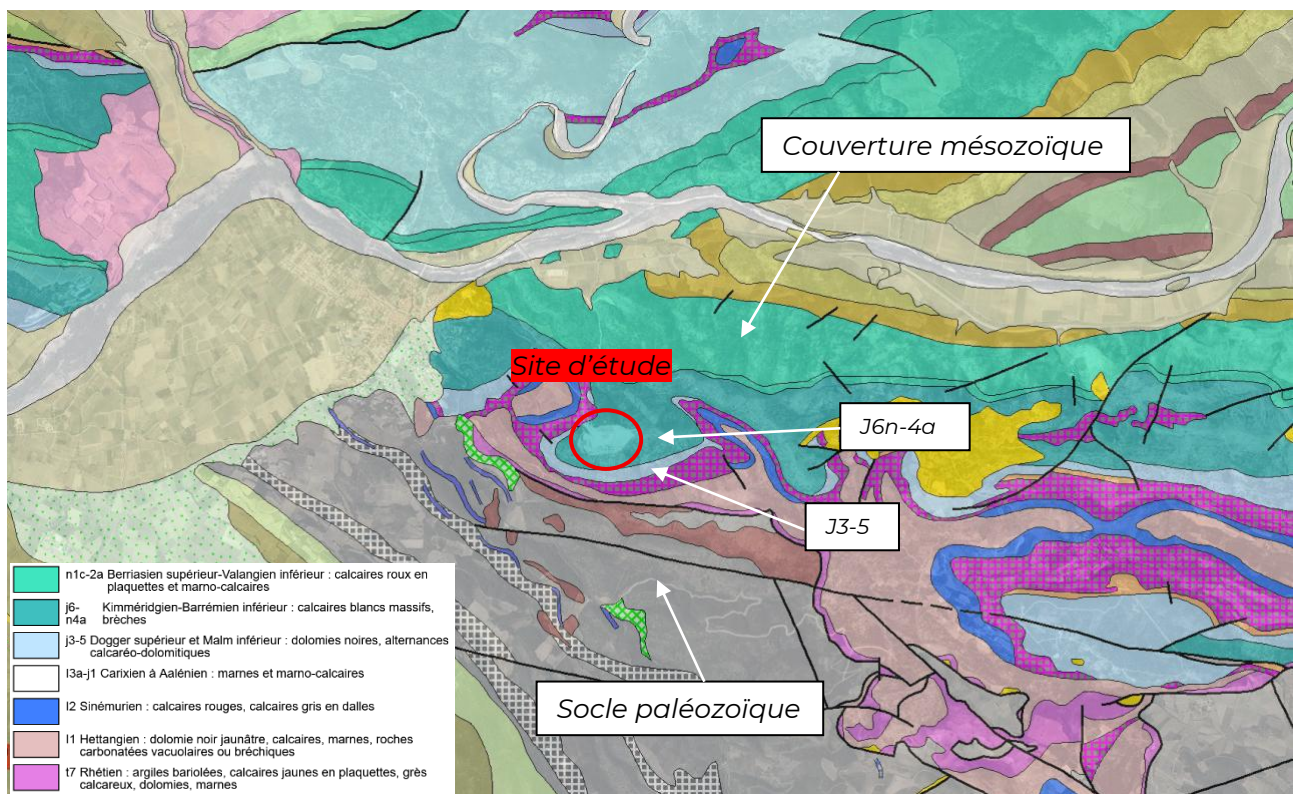 Couverture mésozoïque
Site d'étude
J6n-4a
J3-5
Socle paléozoïque
n1c-2a Berriasien supérieur-Valangien inférieur : calcaires roux en
plaquettes et marno-calcaires
j6- Kimméridgien-Barrémien inférieur : calcaires blancs massifs,
n4a brèches
j3-5 Dogger supérieur et Malm inférieur : dolomies noires, alternances
calcaréo-dolomitiques
l3a-j1 Carixien à Aalénien : marnes et marno-calcaires
l2 Sinémurien : calcaires rouges, calcaires gris en dalles
l1 Hettangien : dolomie noir jaunâtre, calcaires, marnes, roches
carbonatées vacuolaires ou bréchiques
t7 Rhétien : argiles bariolées, calcaires jaunes en plaquettes, grès
calcareux, dolomies, marnes